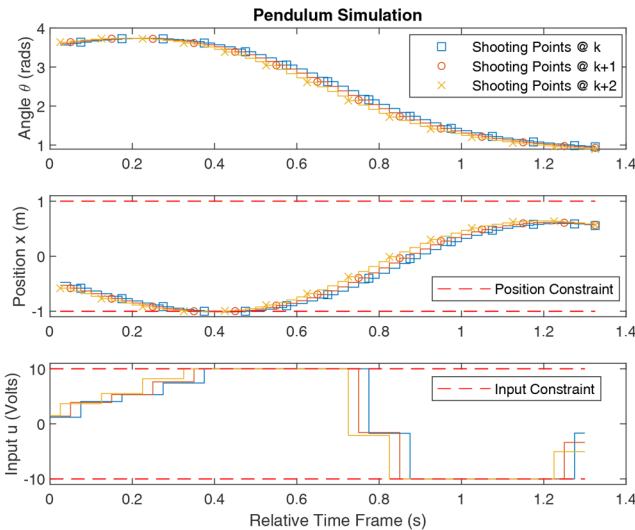 Pendulum Simulation
Angle θ (rads)
4
3
2
1
0 0.2 0.4 0.6 0.8 1 1.2 1.4
Shooting Points @ k
Shooting Points @ k+1
Shooting Points @ k+2
Position x (m)
1
0
-1
0 0.2 0.4 0.6 0.8 1 1.2 1.4
Position Constraint
Input u (Volts)
10
0
-10
0 0.2 0.4 0.6 0.8 1 1.2 1.4
Input Constraint
Relative Time Frame (s)